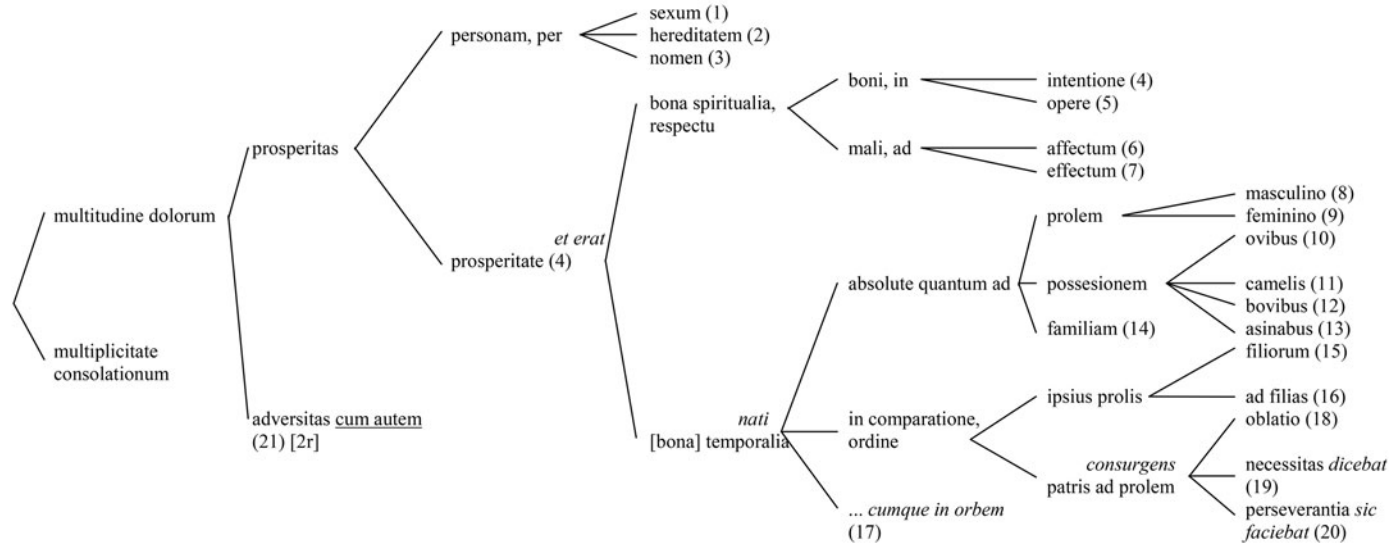 multitudine dolorum
multiplicitate
consolationum
prosperitas
adversitas cum autem
(21) [2r]
personam, per
prosperitate (4)
et erat
sexum (1)
hereditatem (2)
nomen (3)
bona spiritualia,
respectu
nati
[bona] temporalia
boni, in
mali, ad
absolute quantum ad
in comparatione,
ordine
... cumque in orbem
(17)
intentione (4)
opere (5)
affectum (6)
effectum (7)
prolem
possesionem
familiam (14)
ipsius prolis
consurgens
patris ad prolem
masculino (8)
feminino (9)
ovibus (10)
camelis (11)
bovibus (12)
asinabus (13)
filiorum (15)
ad filias (16)
oblatio (18)
necessitas dicebat
(19)
perseverantia sic
faciebat (20)